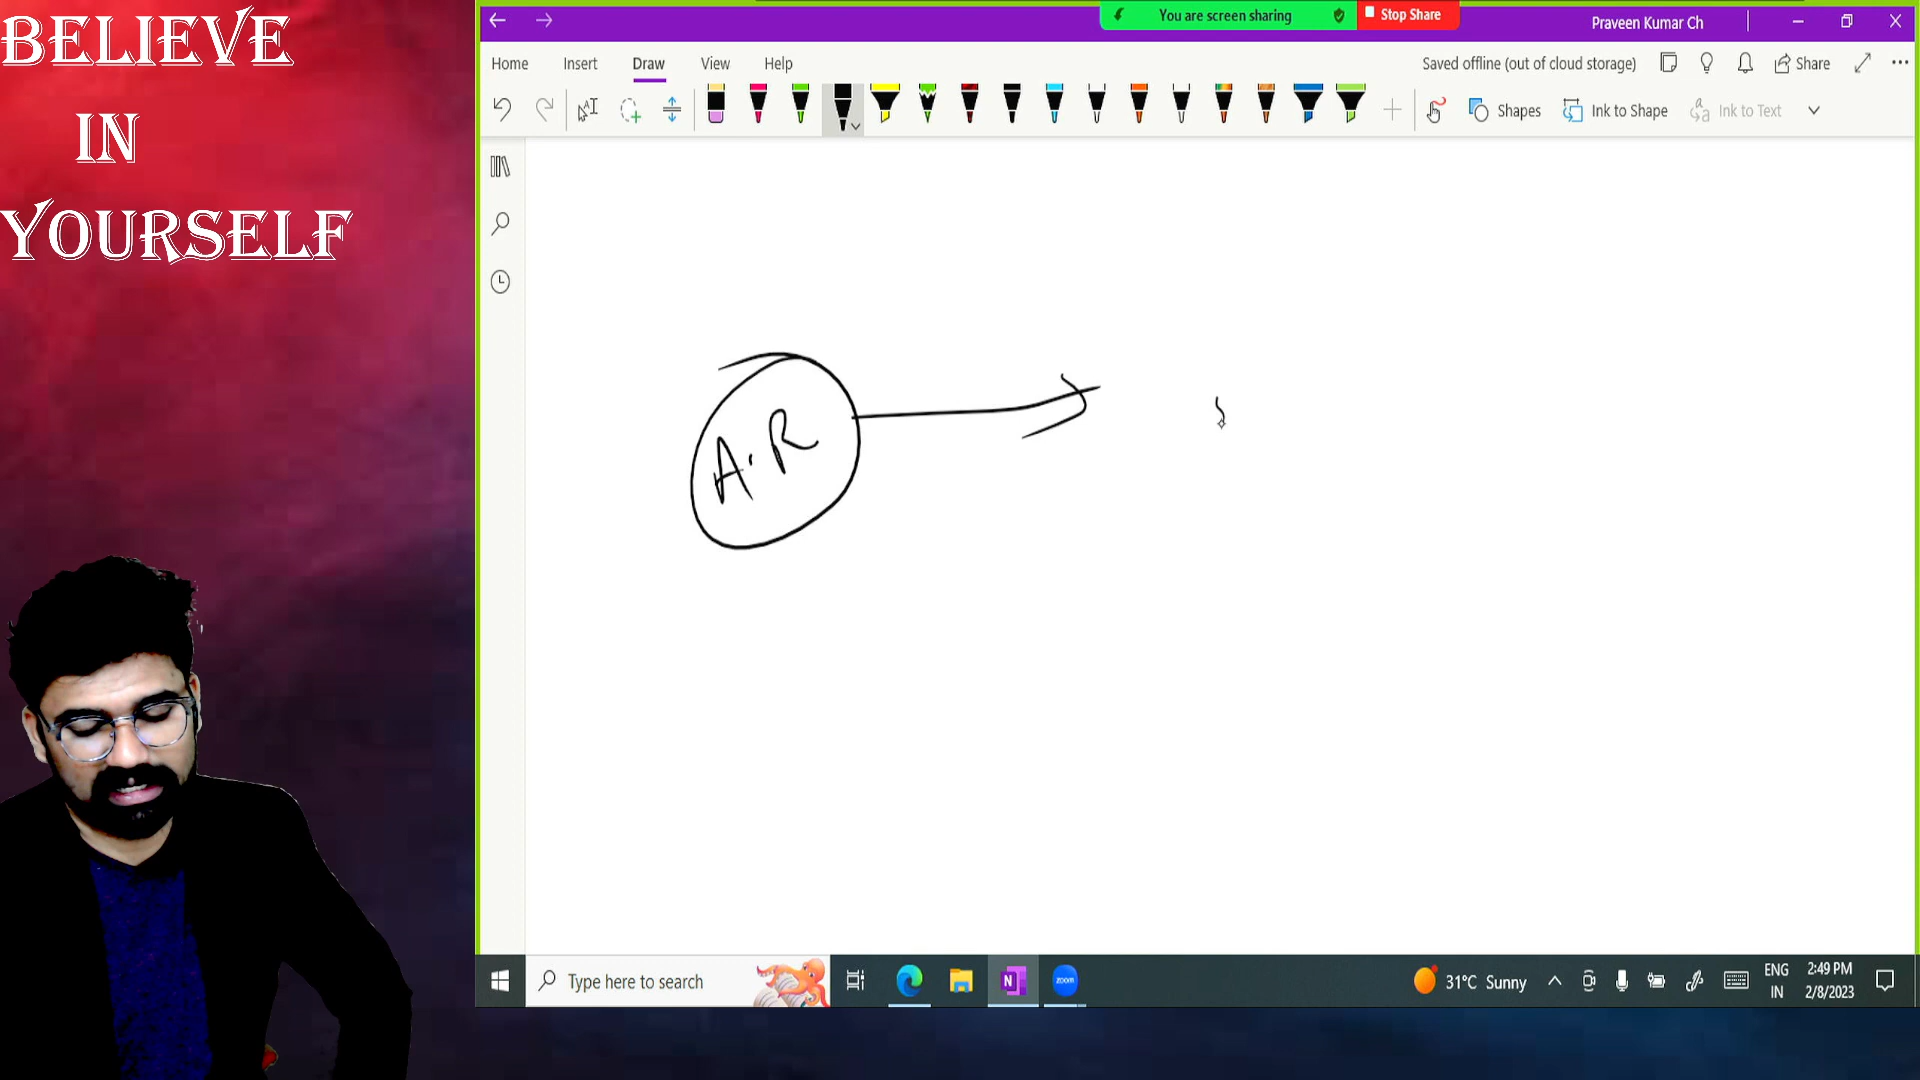 BELIEVE
IN
YOURSELF
You are screen sharing
Stop Share
Praveen Kumar Ch
Home
Insert
Draw
View
Help
Saved offline (out of cloud storage)
Share
Shapes
Ink to Shape
Ink to Text
A.R
Type here to search
N
zoom
31°C Sunny
ENG
IN
2:49 PM
2/8/2023